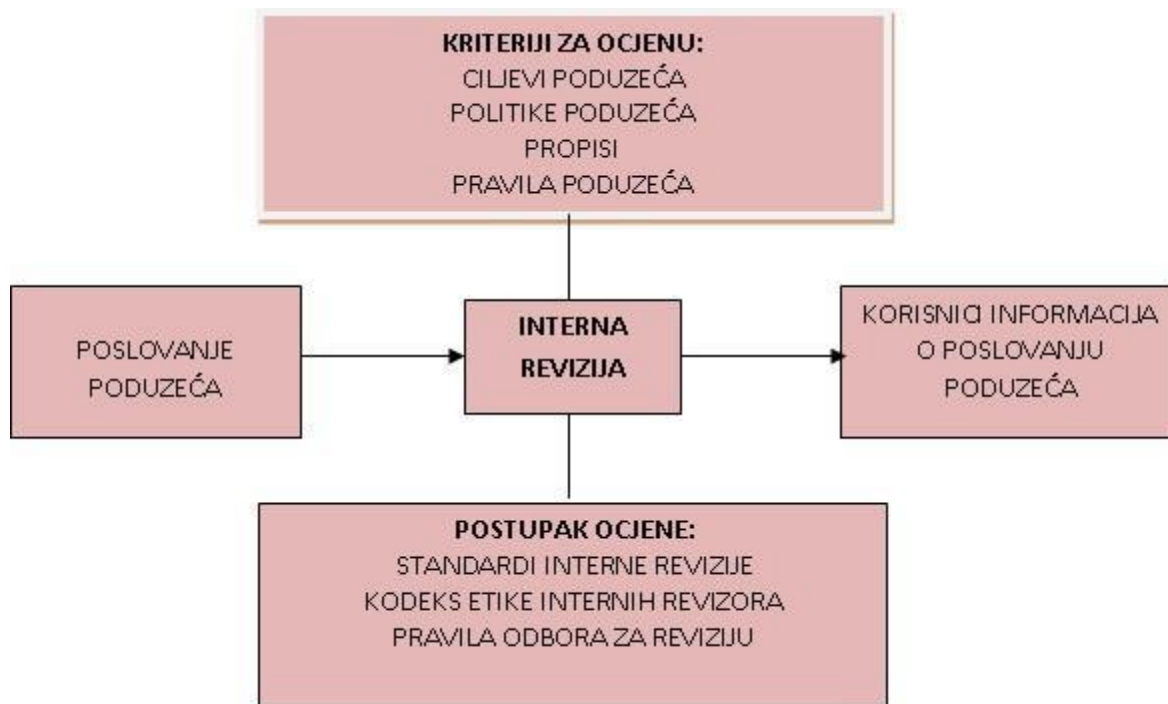 KRITERIJI ZA OCJENU:
CILJEVI PODUZEĆA
POLITIKE PODUZEĆA
PROPISI
PRAVILA PODUZEĆA
POSLOVANJE
PODUZEĆA
INTERNA
REVIZIJA
KORISNICI INFORMACIJA
O POSLOVANJU
PODUZEĆA
POSTUPAK OCJENE:
STANDARDI INTERNE REVIZIJE
KODEKS ETIKE INTERNIH REVIZORA
PRAVILA ODBORA ZA REVIZIJU